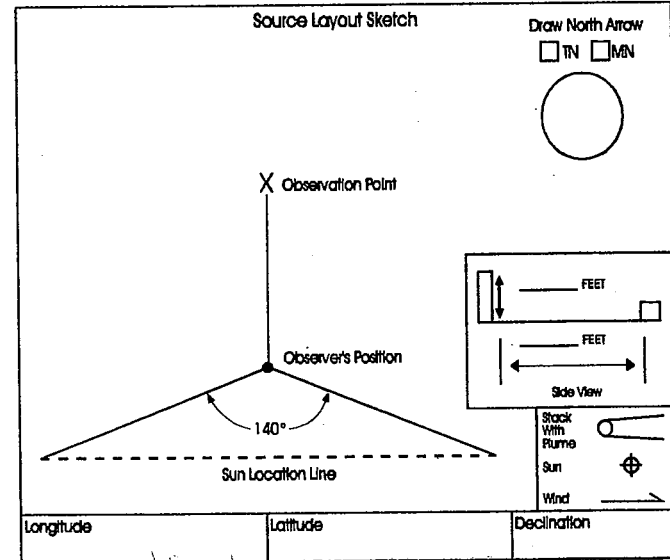 Source Layout Sketch
Draw North Arrow
TN MN
X Observation Point
FEET
Observer's Position
FEET
Side View
140°
Stack
With
Plume
Sun Location Line
Sun
Wind
Longitude
Latitude
Declination